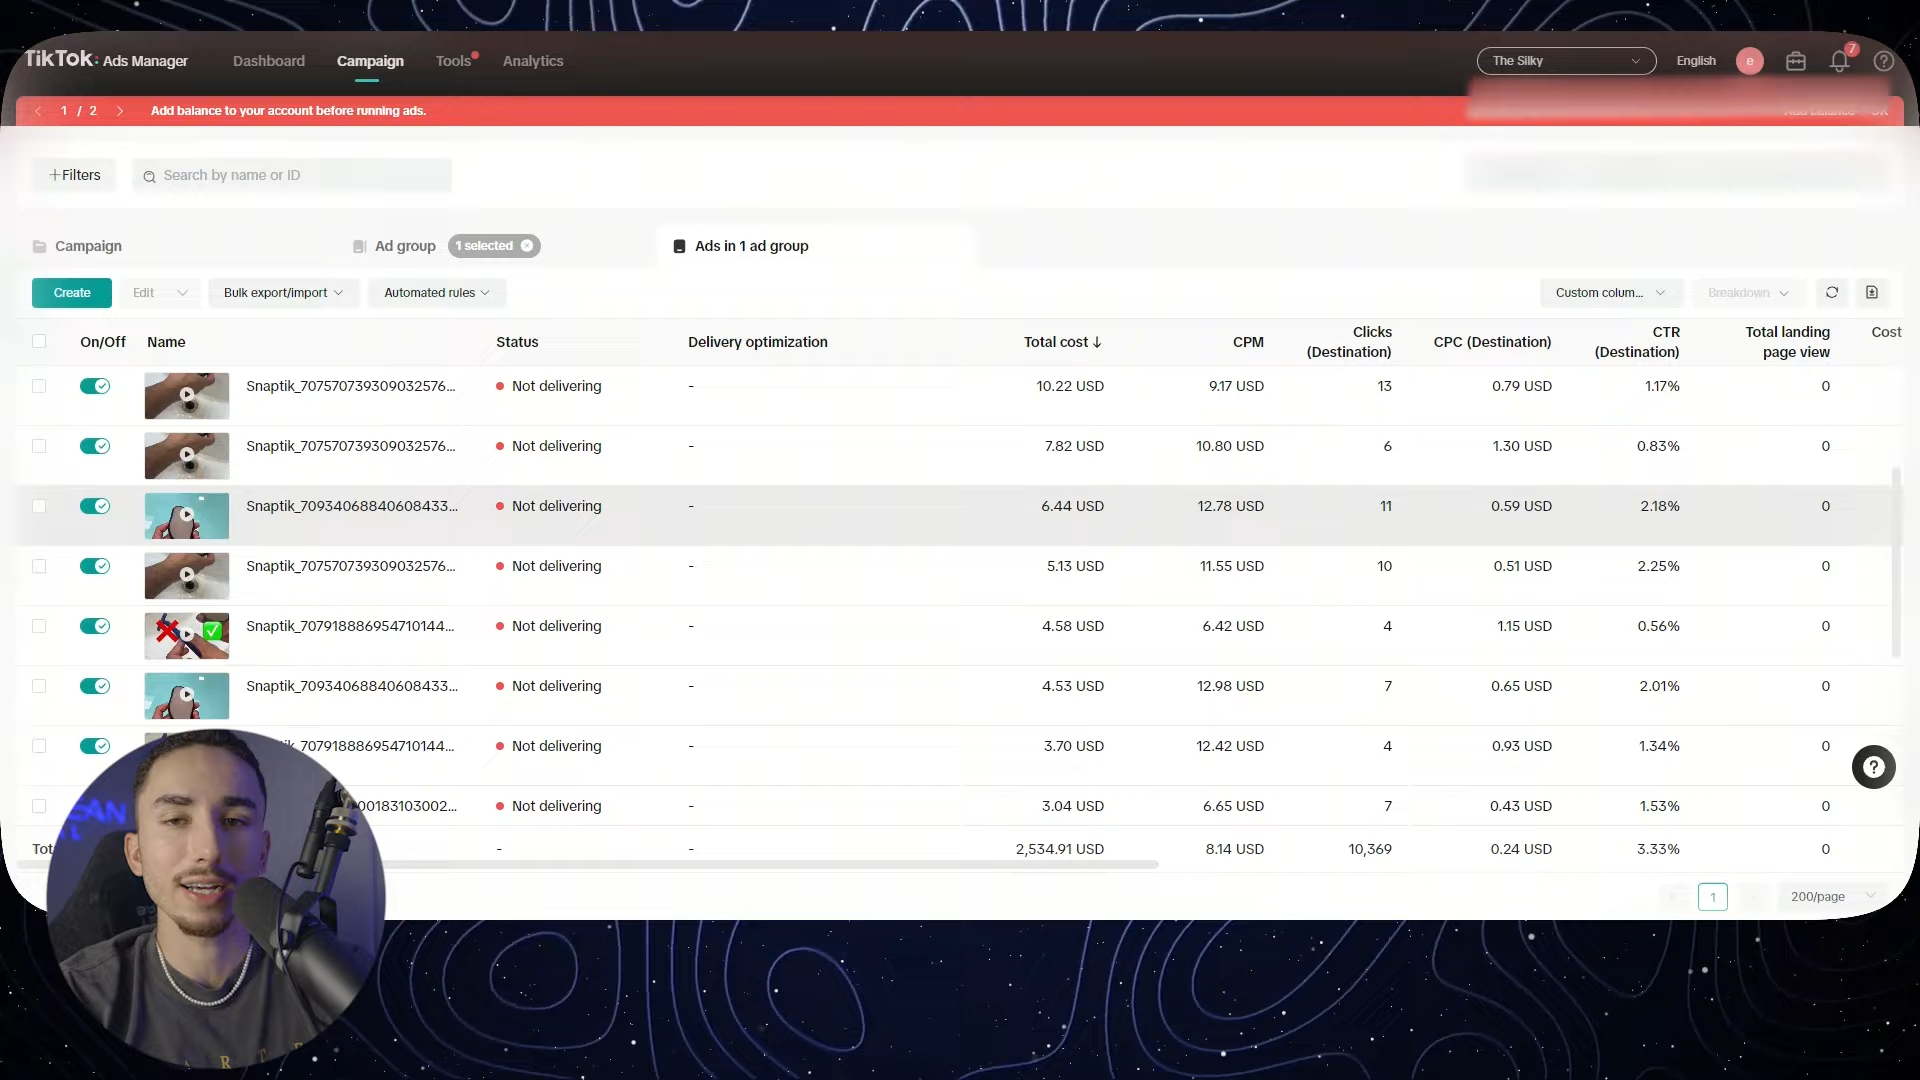 TikTok: Ads Manager Dashboard Campaign Tools Analytics The Silky English e 7
1 / 2 Add balance to your account before running ads.
+Filters Search by name or ID
Campaign Ad group 1 selected Ads in 1 ad group
Create Edit Bulk export/import Automated rules Custom colum... Breakdown
On/Off Name Status Delivery optimization Total cost CPM Clicks (Destination) CPC (Destination) CTR (Destination) Total landing page view Cost
Snaptik_707570739309032576... Not delivering - 10.22 USD 9.17 USD 13 0.79 USD 1.17% 0
Snaptik_707570739309032576... Not delivering - 7.82 USD 10.80 USD 6 1.30 USD 0.83% 0
Snaptik_70934068840608433... Not delivering - 6.44 USD 12.78 USD 11 0.59 USD 2.18% 0
Snaptik_707570739309032576... Not delivering - 5.13 USD 11.55 USD 10 0.51 USD 2.25% 0
Snaptik_707918886954710144... Not delivering - 4.58 USD 6.42 USD 4 1.15 USD 0.56% 0
Snaptik_70934068840608433... Not delivering - 4.53 USD 12.98 USD 7 0.65 USD 2.01% 0
707918886954710144... Not delivering - 3.70 USD 12.42 USD 4 0.93 USD 1.34% 0
00183103002... Not delivering 3.04 USD 6.65 USD 7 0.43 USD 1.53% 0
Tot - - 2,534.91 USD 8.14 USD 10,369 0.24 USD 3.33% 0
1 200/page